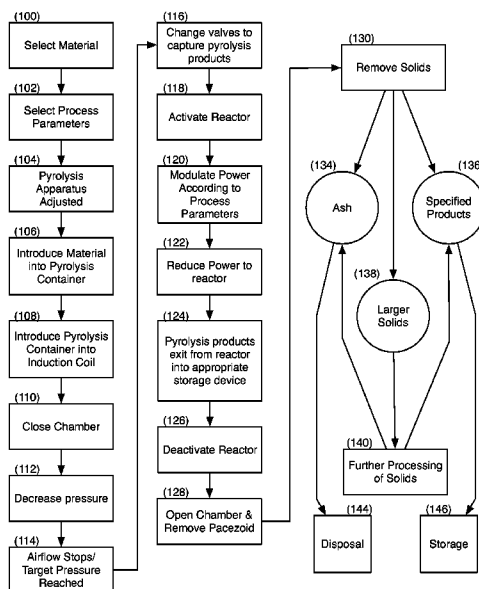 (100)
Select Material
(102)
Select Process
Parameters
(104)
Pyrolysis
Apparatus
Adjusted
(106)
Introduce Material
into Pyrolysis
Container
(108)
Introduce Pyrolysis
Container into
Induction Coil
(110)
Close Chamber
(112)
Decrease pressure
(114)
Airflow Stops/
Target Pressure
Reached
(116)
Change valves to
capture pyrolysis
products
(118)
Activate Reactor
(120)
Modulate Power
According to
Process
Parameters
(122)
Reduce Power to
reactor
(124)
Pyrolysis products
exit from reactor
into appropriate
storage device
(126)
Deactivate Reactor
(128)
Open Chamber &
Remove Pacezoid
(130)
Remove Solids
(134)
Ash
(136)
Specified
Products
(138)
Larger
Solids
(140)
Further Processing
of Solids
(144)
Disposal
(146)
Storage